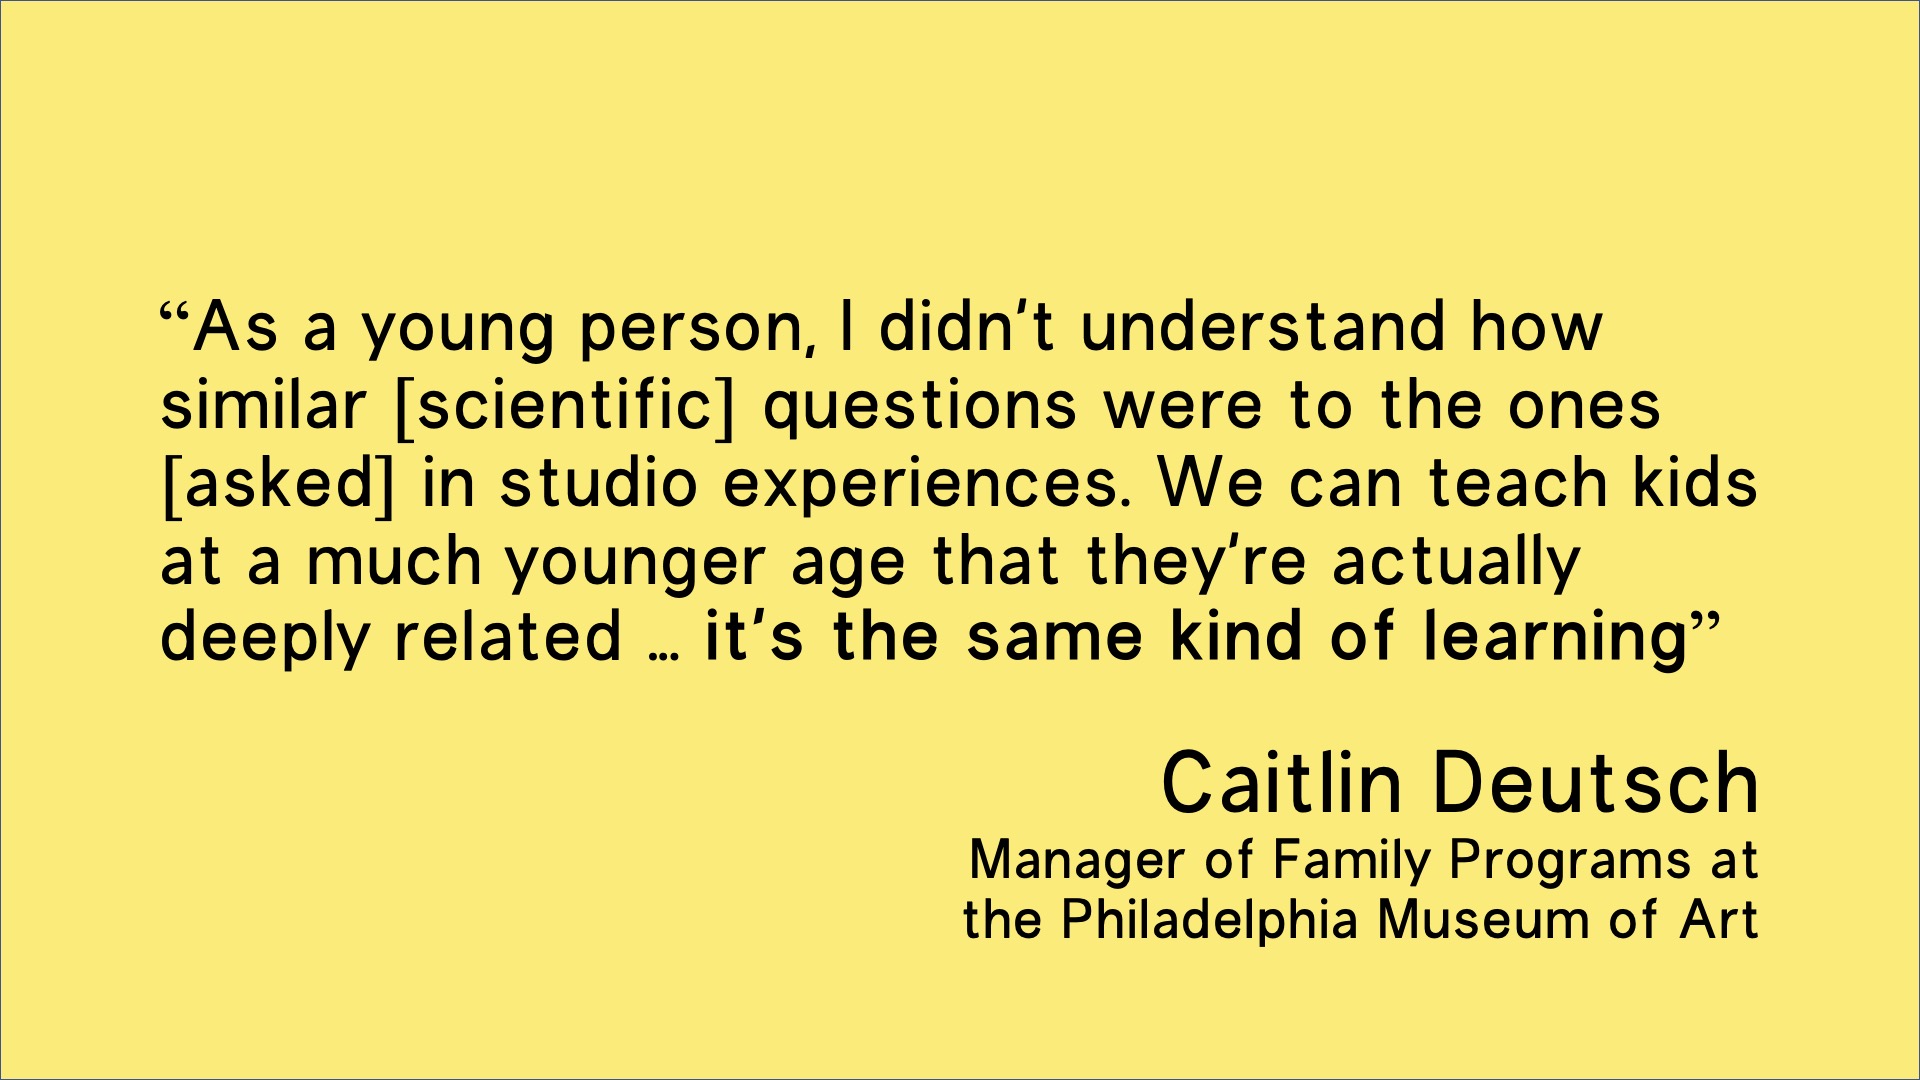 “As a young person, I didn’t understand how
similar [scientific] questions were to the ones
[asked] in studio experiences. We can teach kids
at a much younger age that they’re actually
deeply related … it’s the same kind of learning”
Caitlin Deutsch
Manager of Family Programs at
the Philadelphia Museum of Art